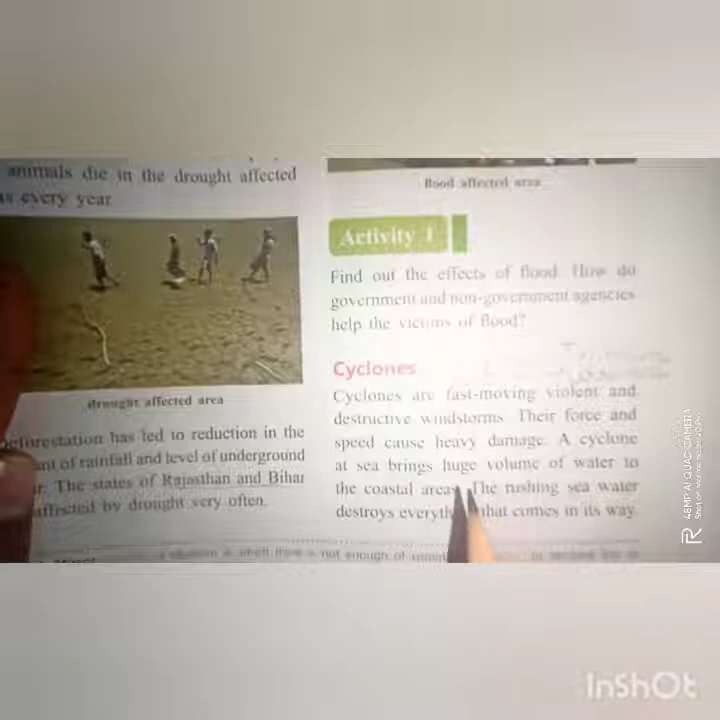 animals die in the drought affected
every year
drought affected area
deforestation has led to reduction in the
of rainfall and level of underground
The states of Rajasthan and Bihar
affected by drought very often.
flood affected area
Activity 1
Find out the effects of flood. How do
government and non-government agencies
help the victims of flood?
Cyclones
Cyclones are fast-moving violent and
destructive windstorms. Their force and
speed cause heavy damage. A cyclone
at sea brings huge volume of water to
the coastal areas. The rushing sea water
destroys that comes in its way.
48MP AI QUAD CAMERA
InShOt